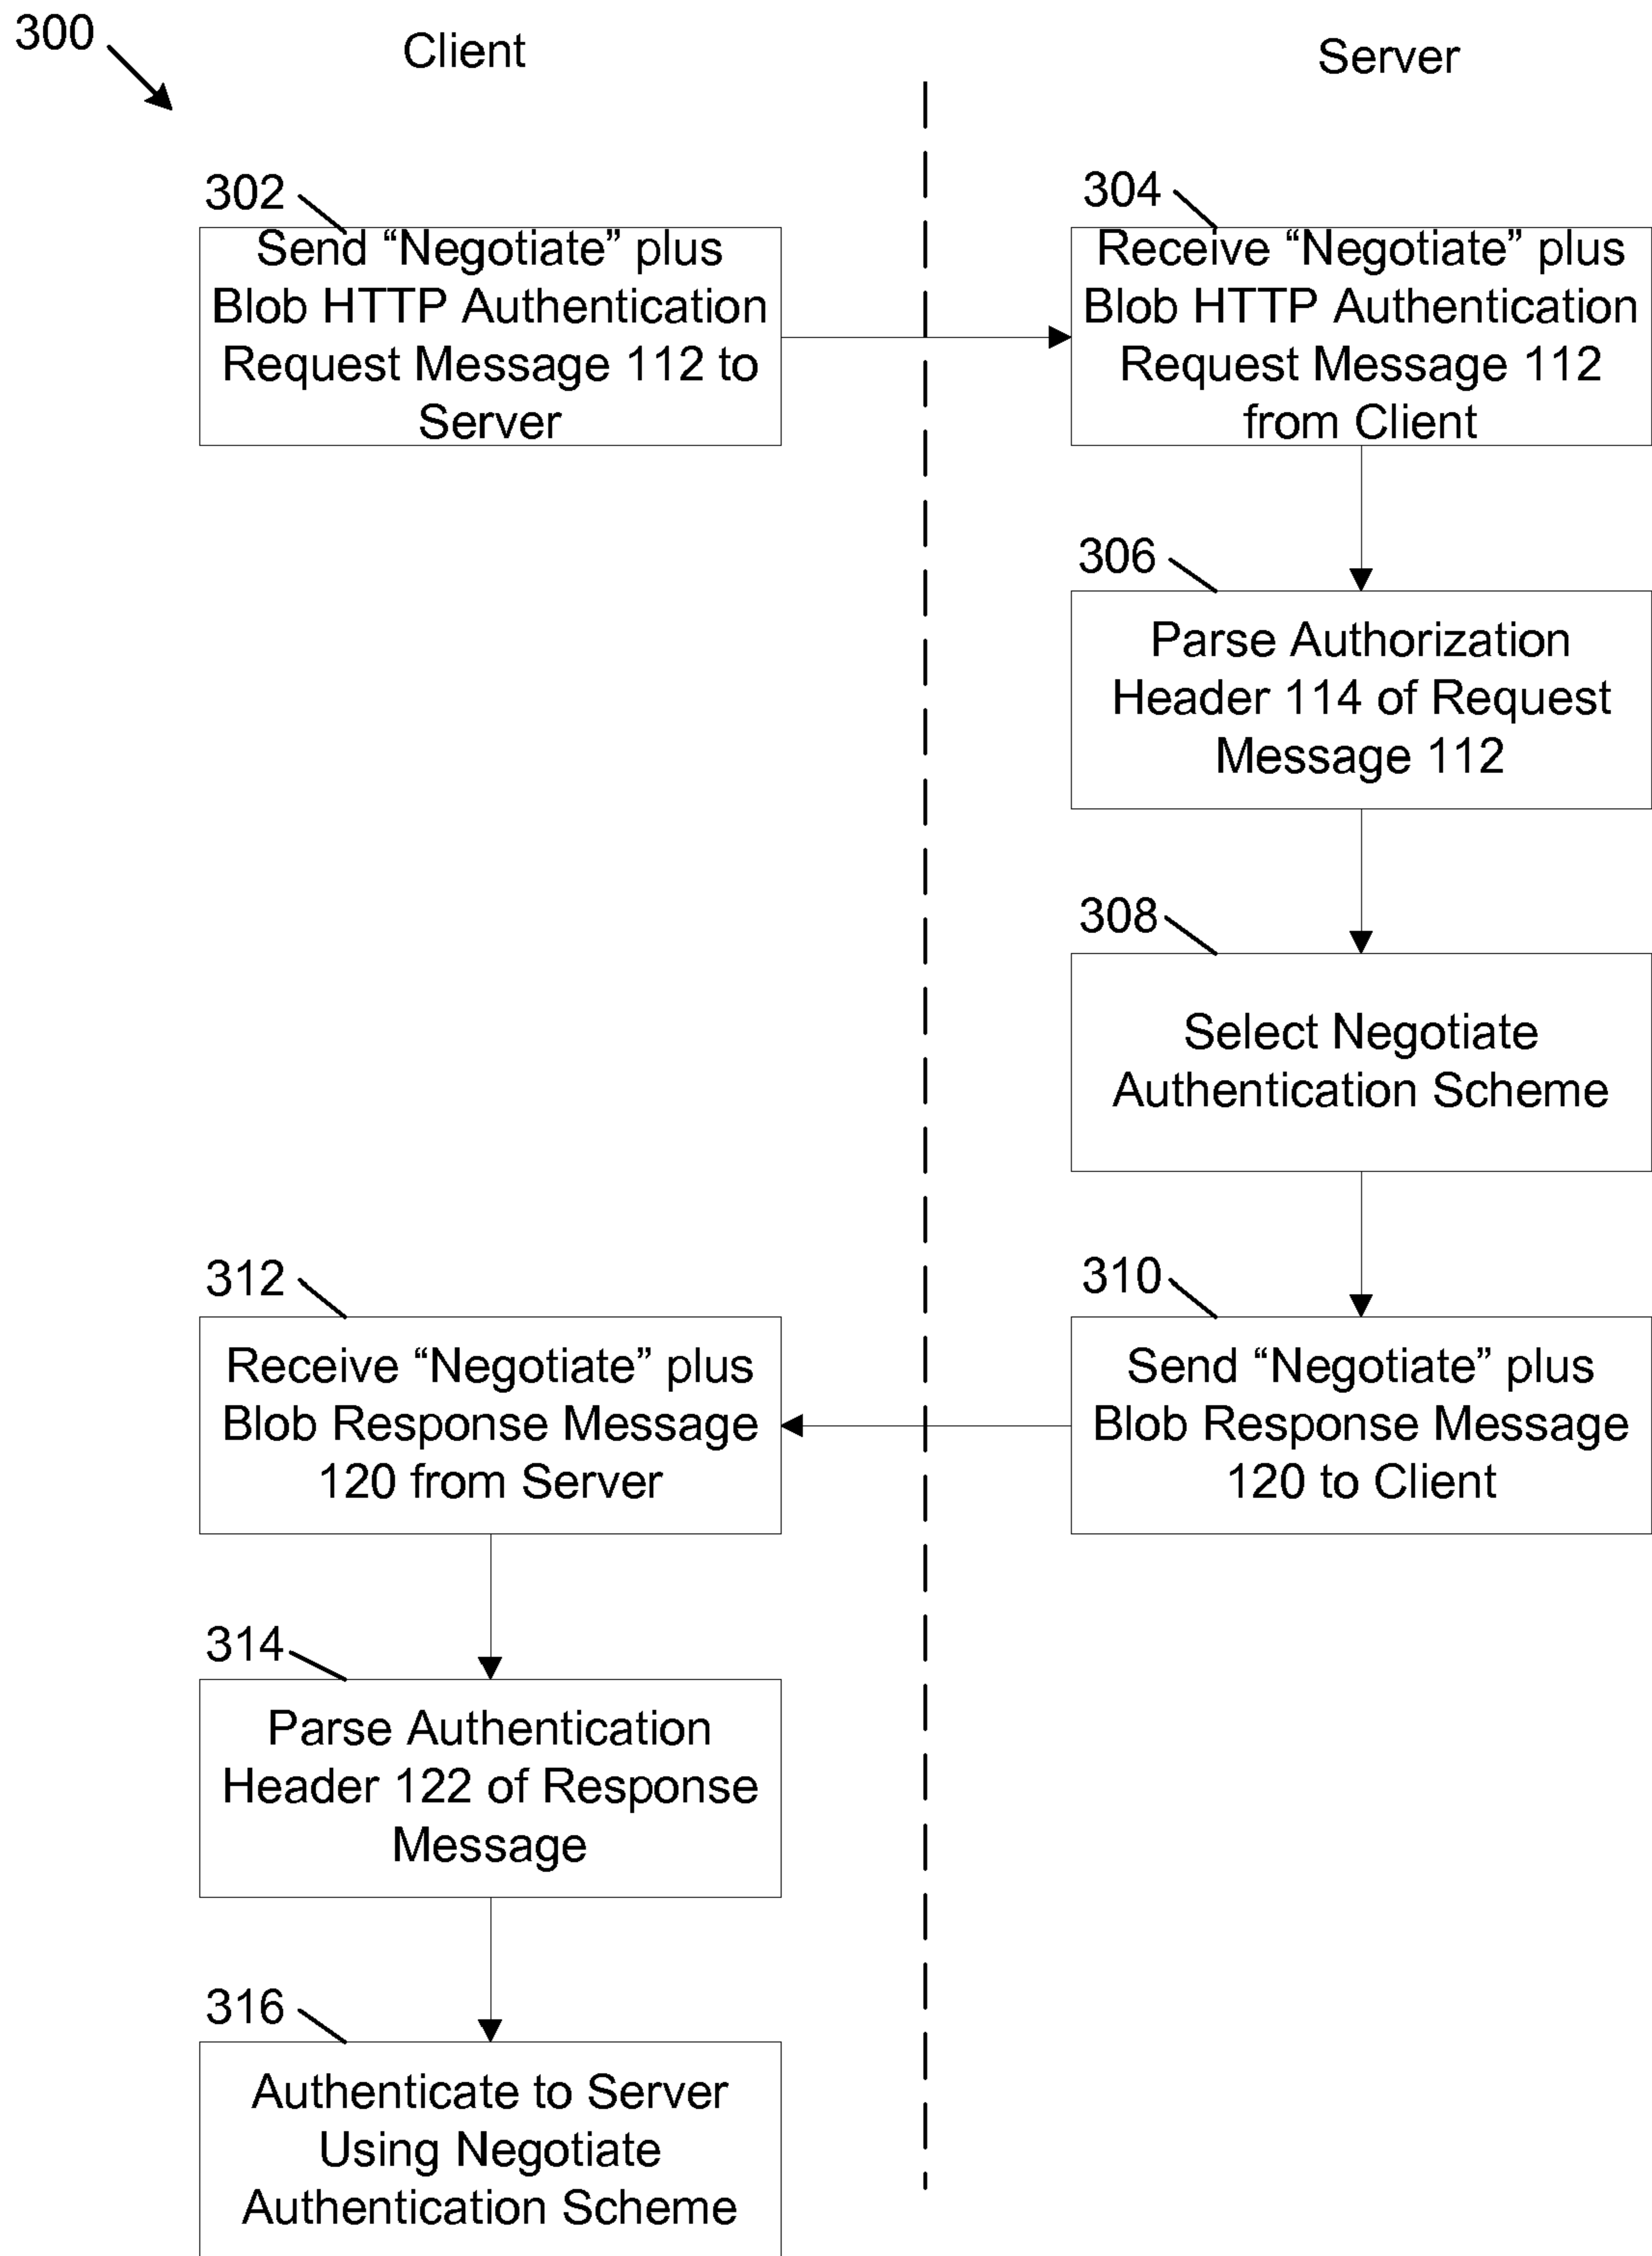 300
Client
Server
302
Send “Negotiate” plus
Blob HTTP Authentication
Request Message 112 to
Server
304
Receive “Negotiate” plus
Blob HTTP Authentication
Request Message 112
from Client
306
Parse Authorization
Header 114 of Request
Message 112
308
Select Negotiate
Authentication Scheme
310
Send “Negotiate” plus
Blob Response Message
120 to Client
312
Receive “Negotiate” plus
Blob Response Message
120 from Server
314
Parse Authentication
Header 122 of Response
Message
316
Authenticate to Server
Using Negotiate
Authentication Scheme